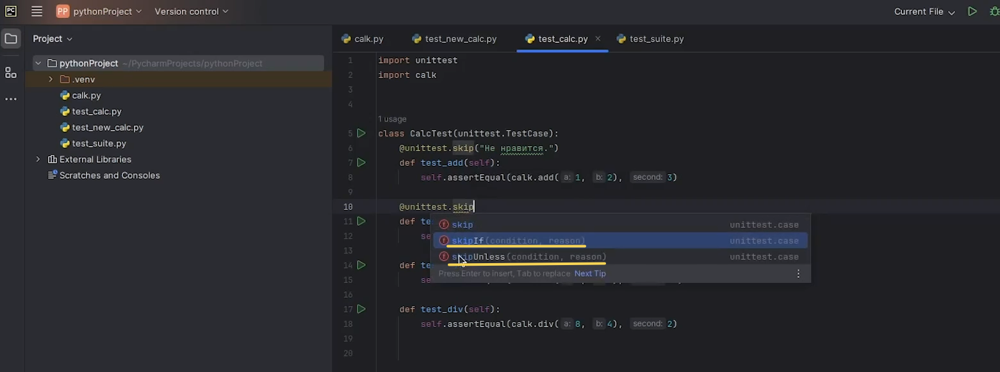 PC
PP pythonProject Version control Current File
Project
calk.py test_new_calc.py test_calc.py × test_suite.py
pythonProject ~/PycharmProjects/pythonProject
.venv
calk.py
test_calc.py
test_new_calc.py
test_suite.py
External Libraries
Scratches and Consoles
1 import unittest
2 import calk
3
4
1 usage
5 class CalcTest(unittest.TestCase):
6 @unittest.skip("Не нравится.")
7 def test_add(self):
8 self.assertEqual(calk.add( a: 1, b: 2), second: 3)
9
10 @unittest.skip
11 def te
12 se
13
14 def te
15 se
16
17 def test_div(self):
18 self.assertEqual(calk.div( a: 8, b: 4), second: 2)
19
20
f skip unittest.case
f skipIf(condition, reason) unittest.case
f skipUnless(condition, reason) unittest.case
Press Enter to insert, Tab to replace Next Tip